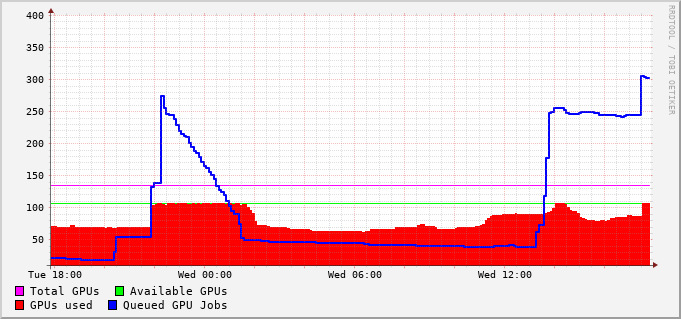 400
350
300
250
200
150
100
50
Tue 18:00 Wed 00:00 Wed 06:00 Wed 12:00
Total GPUs Available GPUs
GPUs used Queued GPU Jobs
RRDTOOL / TOBI OETIKER